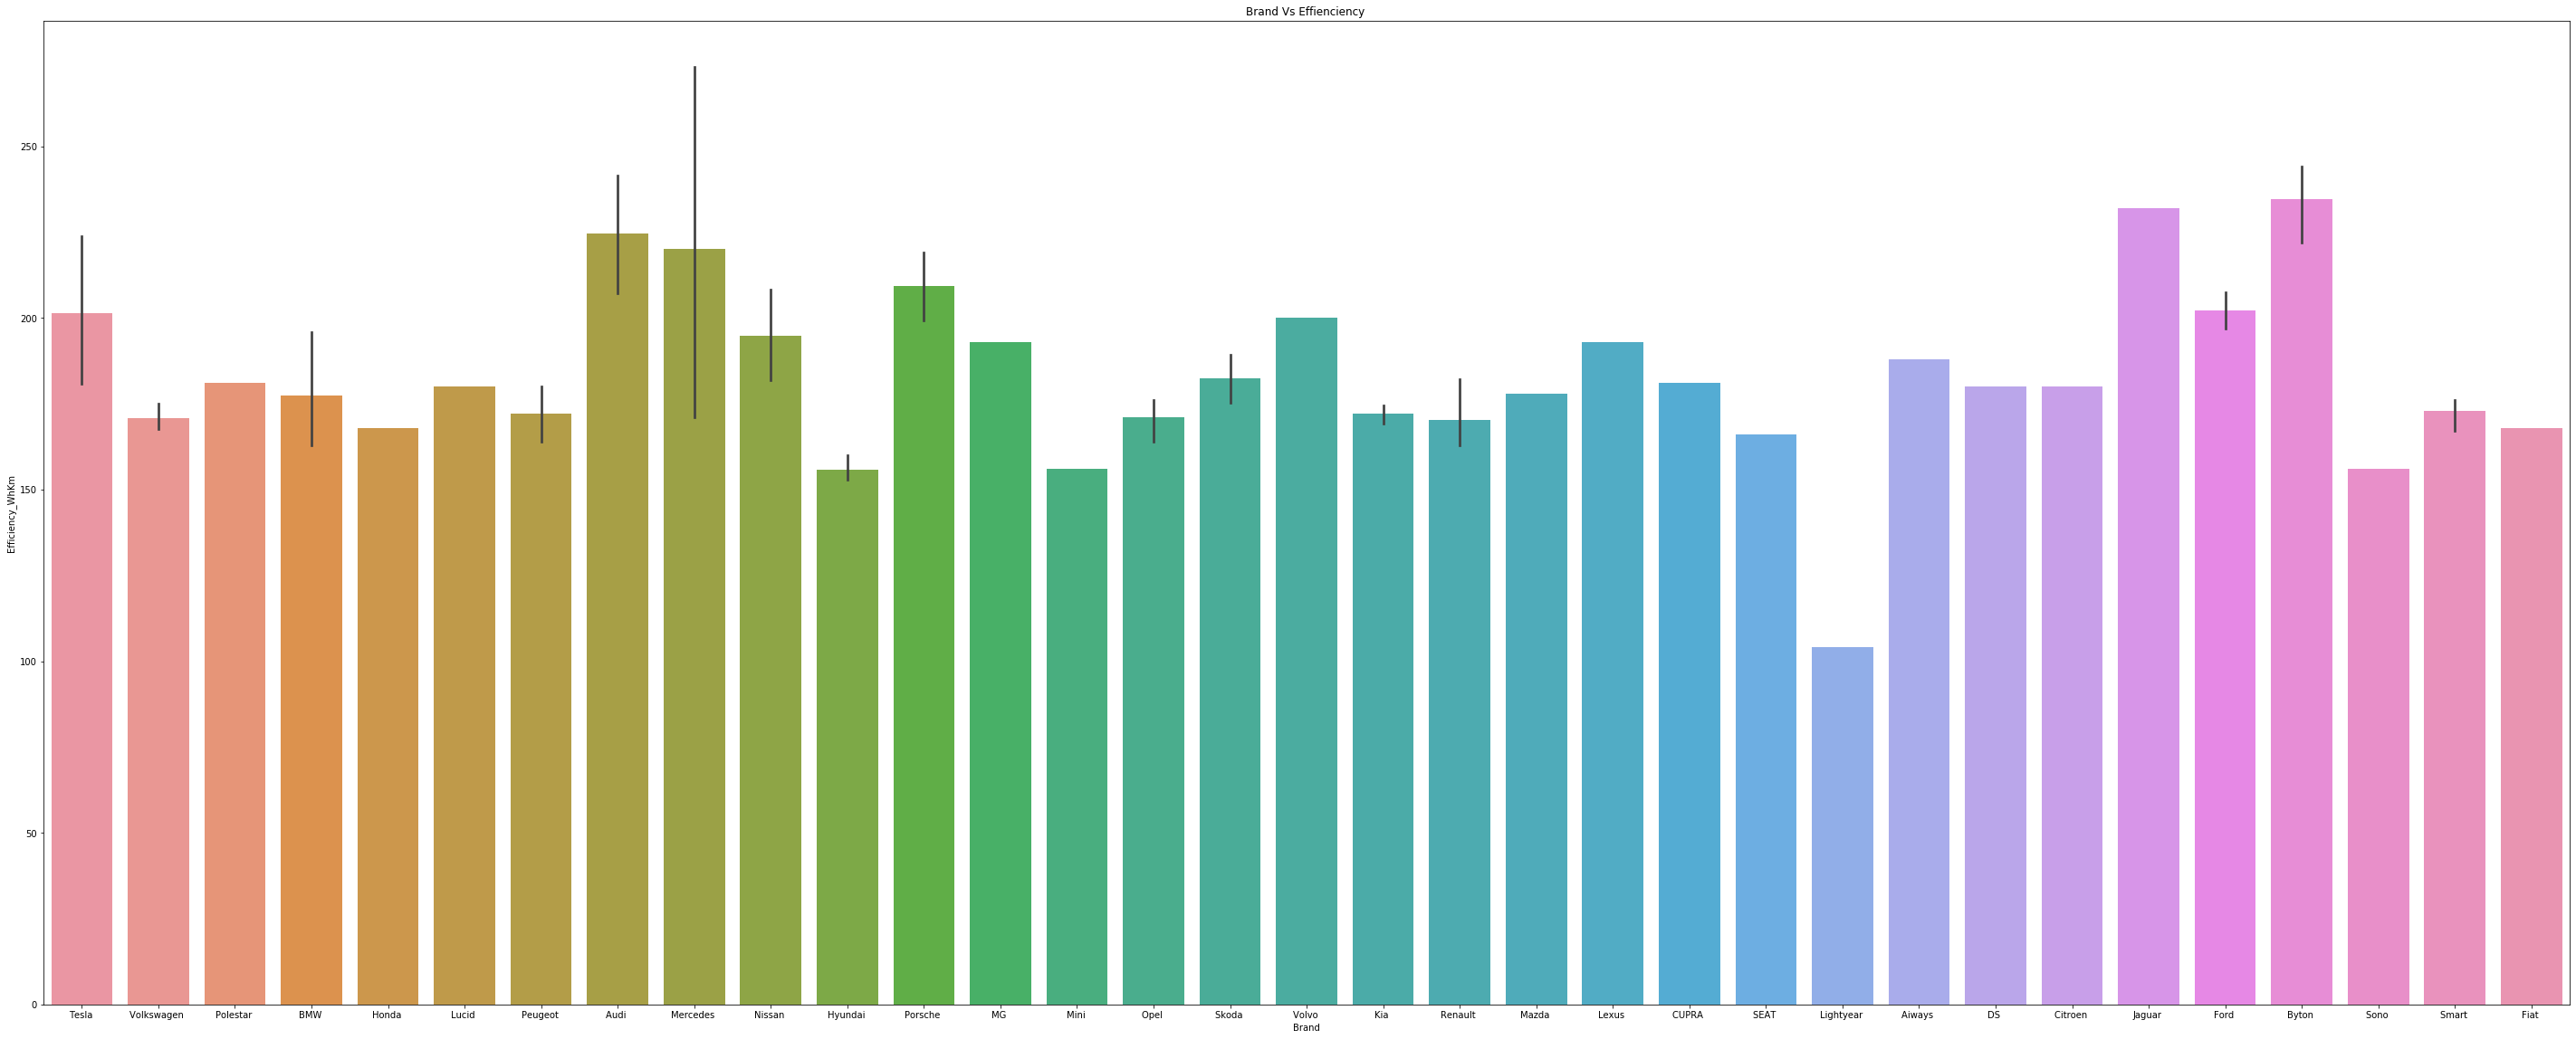 Brand Vs Effienciency
Efficiency_WhKm
250
200
150
100
50
0
Tesla Volkswagen Polestar BMW Honda Lucid Peugeot Audi Mercedes Nissan Hyundai Porsche MG Mini Opel Skoda Volvo Kia Renault Mazda Lexus CUPRA SEAT Lightyear Aiways DS Citroen Jaguar Ford Byton Sono Smart Fiat
Brand